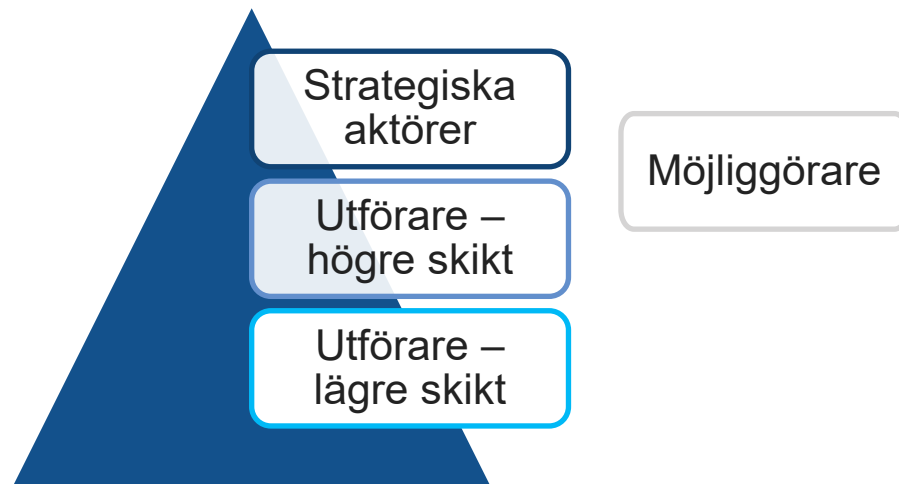 Strategiska
aktörer
Möjliggörare
Utförare –
högre skikt
Utförare –
lägre skikt